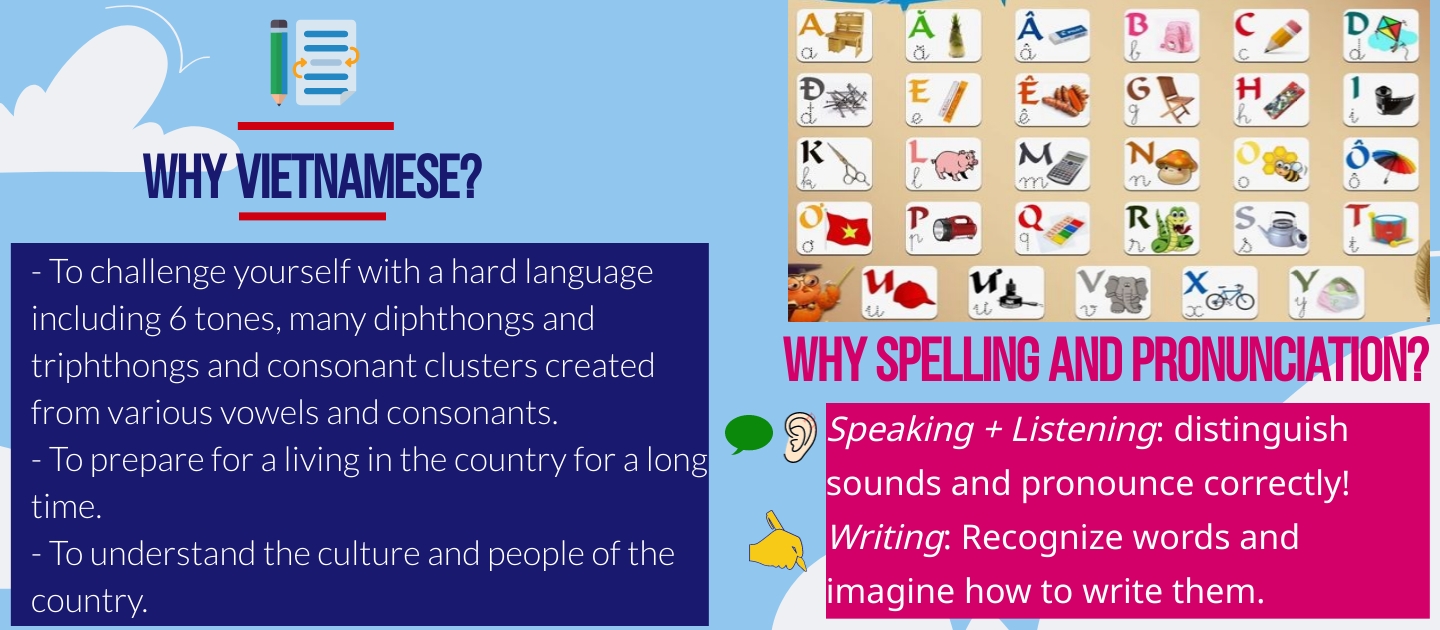 WHY VIETNAMESE?
- To challenge yourself with a hard language
including 6 tones, many diphthongs and
triphthongs and consonant clusters created
from various vowels and consonants.
- To prepare for a living in the country for a long
time.
- To understand the culture and people of the
country.
A a Ă ă Â â B b C c D d
Đ đ E e Ê ê G g H h I i
K k L l M m N n O o Ô ô
Ơ ơ P p Q q R r S s T t
U u Ư ư V v X x Y y
WHY SPELLING AND PRONUNCIATION?
Speaking + Listening: distinguish
sounds and pronounce correctly!
Writing: Recognize words and
imagine how to write them.